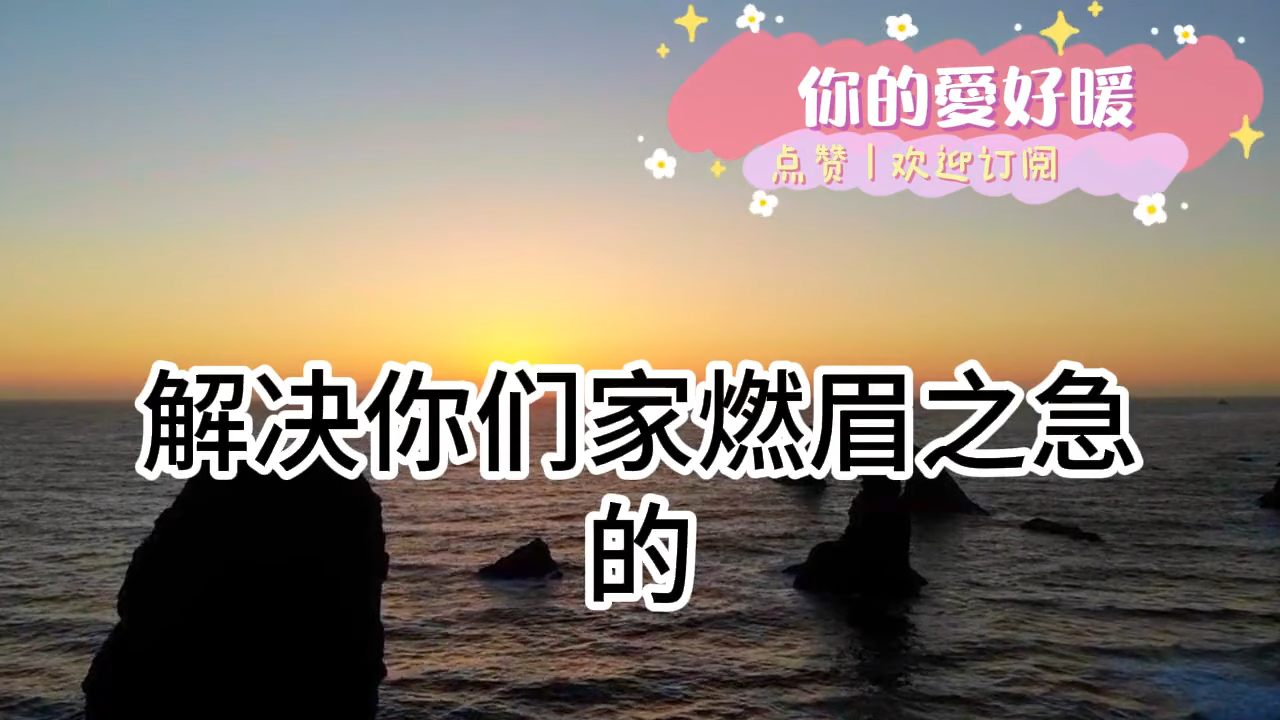 你的愛好暖
点赞 | 欢迎订阅
解决你们家燃眉之急
的